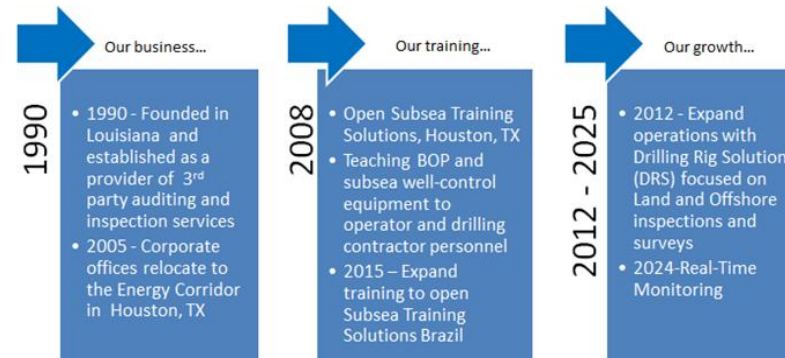 Our business...
1990
• 1990 - Founded in
Louisiana and
established as a
provider of 3rd
party auditing and
inspection services
• 2005 - Corporate
offices relocate to
the Energy Corridor
in Houston, TX
Our training...
2008
• Open Subsea Training
Solutions, Houston, TX
• Teaching BOP and
subsea well-control
equipment to
operator and drilling
contractor personnel
• 2015 – Expand
training to open
Subsea Training
Solutions Brazil
Our growth...
2012 - 2025
• 2012 - Expand
operations with
Drilling Rig Solution
(DRS) focused on
Land and Offshore
inspections and
surveys
• 2024-Real-Time
Monitoring